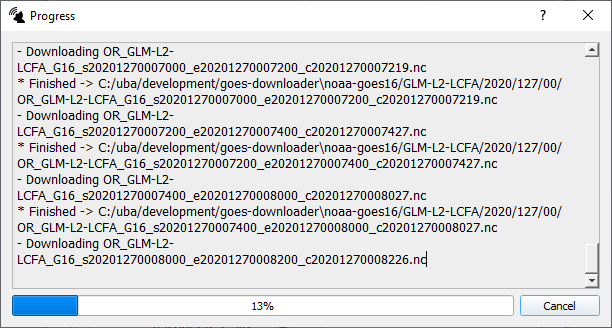 Progress
?
- Downloading OR_GLM-L2-
LCFA_G16_s20201270007000_e20201270007200_c20201270007219.nc
* Finished -> C:/uba/development/goes-downloader\noaa-goes16/GLM-L2-LCFA/2020/127/00/
OR_GLM-L2-LCFA_G16_s20201270007000_e20201270007200_c20201270007219.nc
- Downloading OR_GLM-L2-
LCFA_G16_s20201270007200_e20201270007400_c20201270007427.nc
* Finished -> C:/uba/development/goes-downloader\noaa-goes16/GLM-L2-LCFA/2020/127/00/
OR_GLM-L2-LCFA_G16_s20201270007200_e20201270007400_c20201270007427.nc
- Downloading OR_GLM-L2-
LCFA_G16_s20201270007400_e20201270008000_c20201270008027.nc
* Finished -> C:/uba/development/goes-downloader\noaa-goes16/GLM-L2-LCFA/2020/127/00/
OR_GLM-L2-LCFA_G16_s20201270007400_e20201270008000_c20201270008027.nc
- Downloading OR_GLM-L2-
LCFA_G16_s20201270008000_e20201270008200_c20201270008226.nc
13%
Cancel